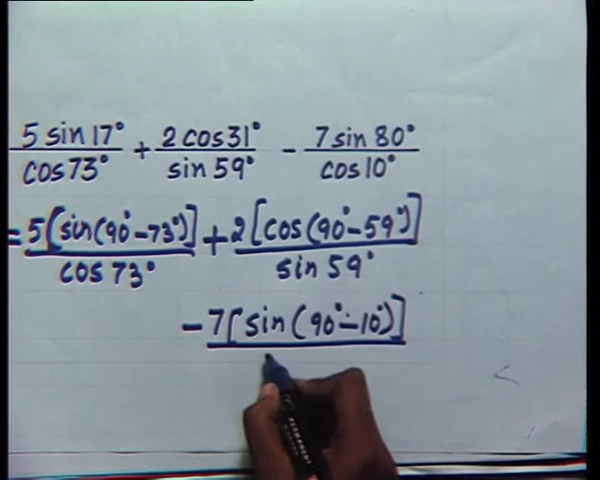 5 sin 17° / cos 73° + 2 cos 31° / sin 59° - 7 sin 80° / cos 10°
= 5 [sin(90° - 73°)] / cos 73° + 2 [cos(90° - 59°)] / sin 59°
- 7 [sin(90° - 10°)]